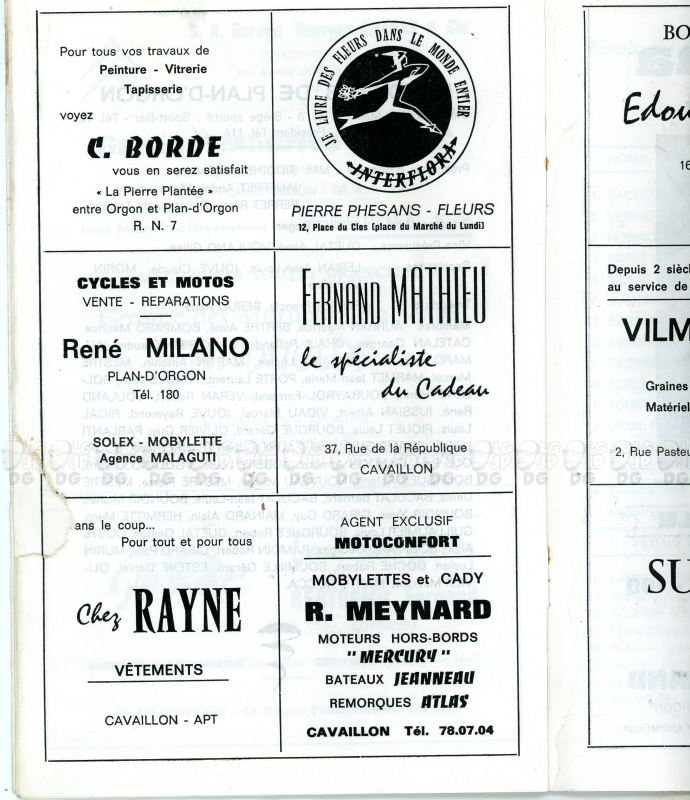 Pour tous vos travaux de
Peinture - Vitrerie
Tapisserie
voyez
C. BORDE
vous en serez satisfait
« La Pierre Plantée »
entre Orgon et Plan-d'Orgon
R. N. 7
JE LIVRE DES FLEURS DANS LE MONDE ENTIER
INTERFLORA
PIERRE PHESANS - FLEURS
12, Place du Clos (place du Marché du Lundi)
CYCLES ET MOTOS
VENTE - REPARATIONS
René MILANO
PLAN-D'ORGON
Tél. 180
SOLEX - MOBYLETTE
Agence MALAGUTI
FERNAND MATHIEU
le spécialiste
du Cadeau
37, Rue de la République
CAVAILLON
ans le coup...
Pour tout et pour tous
Chez RAYNE
VÊTEMENTS
CAVAILLON - APT
AGENT EXCLUSIF
MOTOCONFORT
MOBYLETTES et CADY
R. MEYNARD
MOTEURS HORS-BORDS
"MERCURY"
BATEAUX JEANNEAU
REMORQUES ATLAS
CAVAILLON Tél. 78.07.04
BO
Edou
16
Depuis 2 sièc
au service de
VILM
Graines
Matériel
2, Rue Pasteu
SU